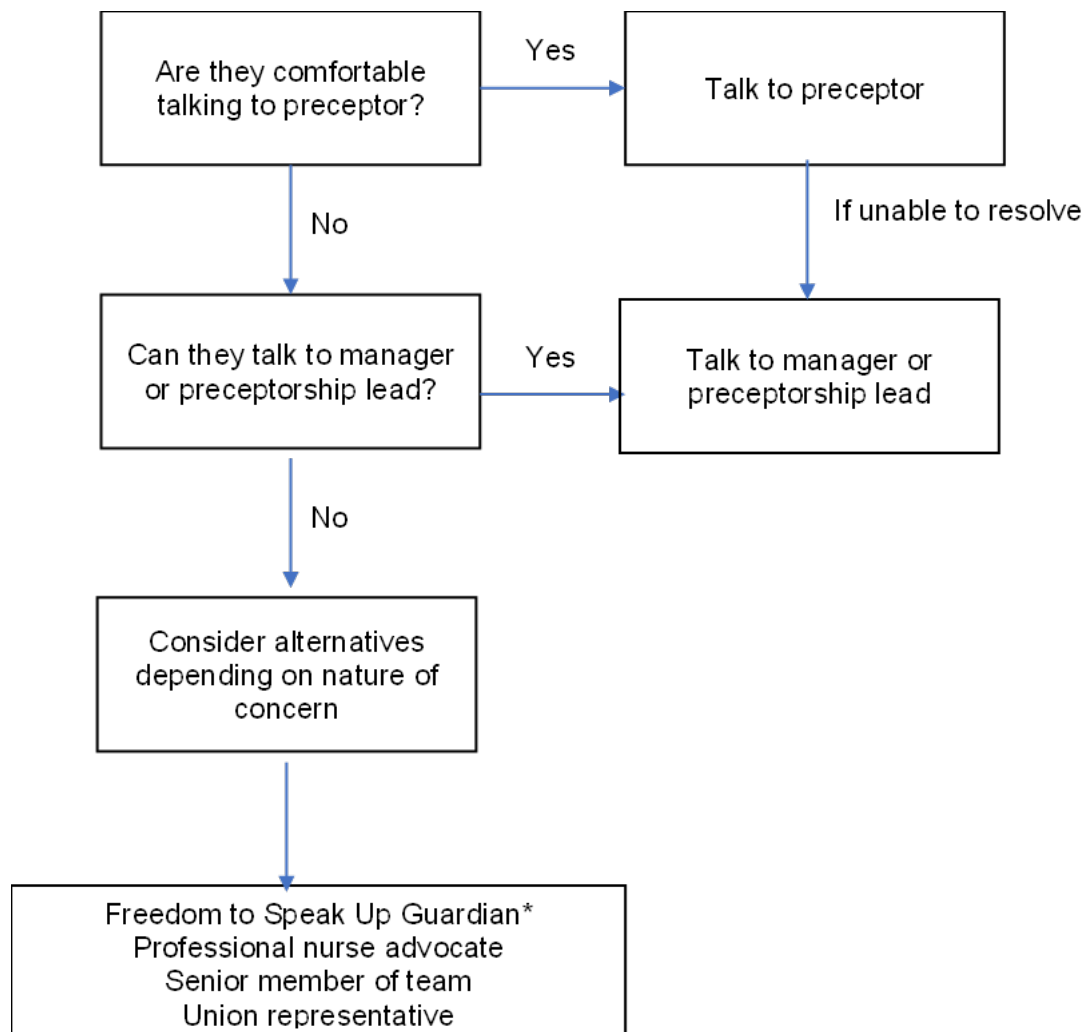 Are they comfortable
talking to preceptor?
Yes
Talk to preceptor
No
If unable to resolve
Can they talk to manager
or preceptorship lead?
Yes
Talk to manager or
preceptorship lead
No
Consider alternatives
depending on nature of
concern
Freedom to Speak Up Guardian*
Professional nurse advocate
Senior member of team
Union representative